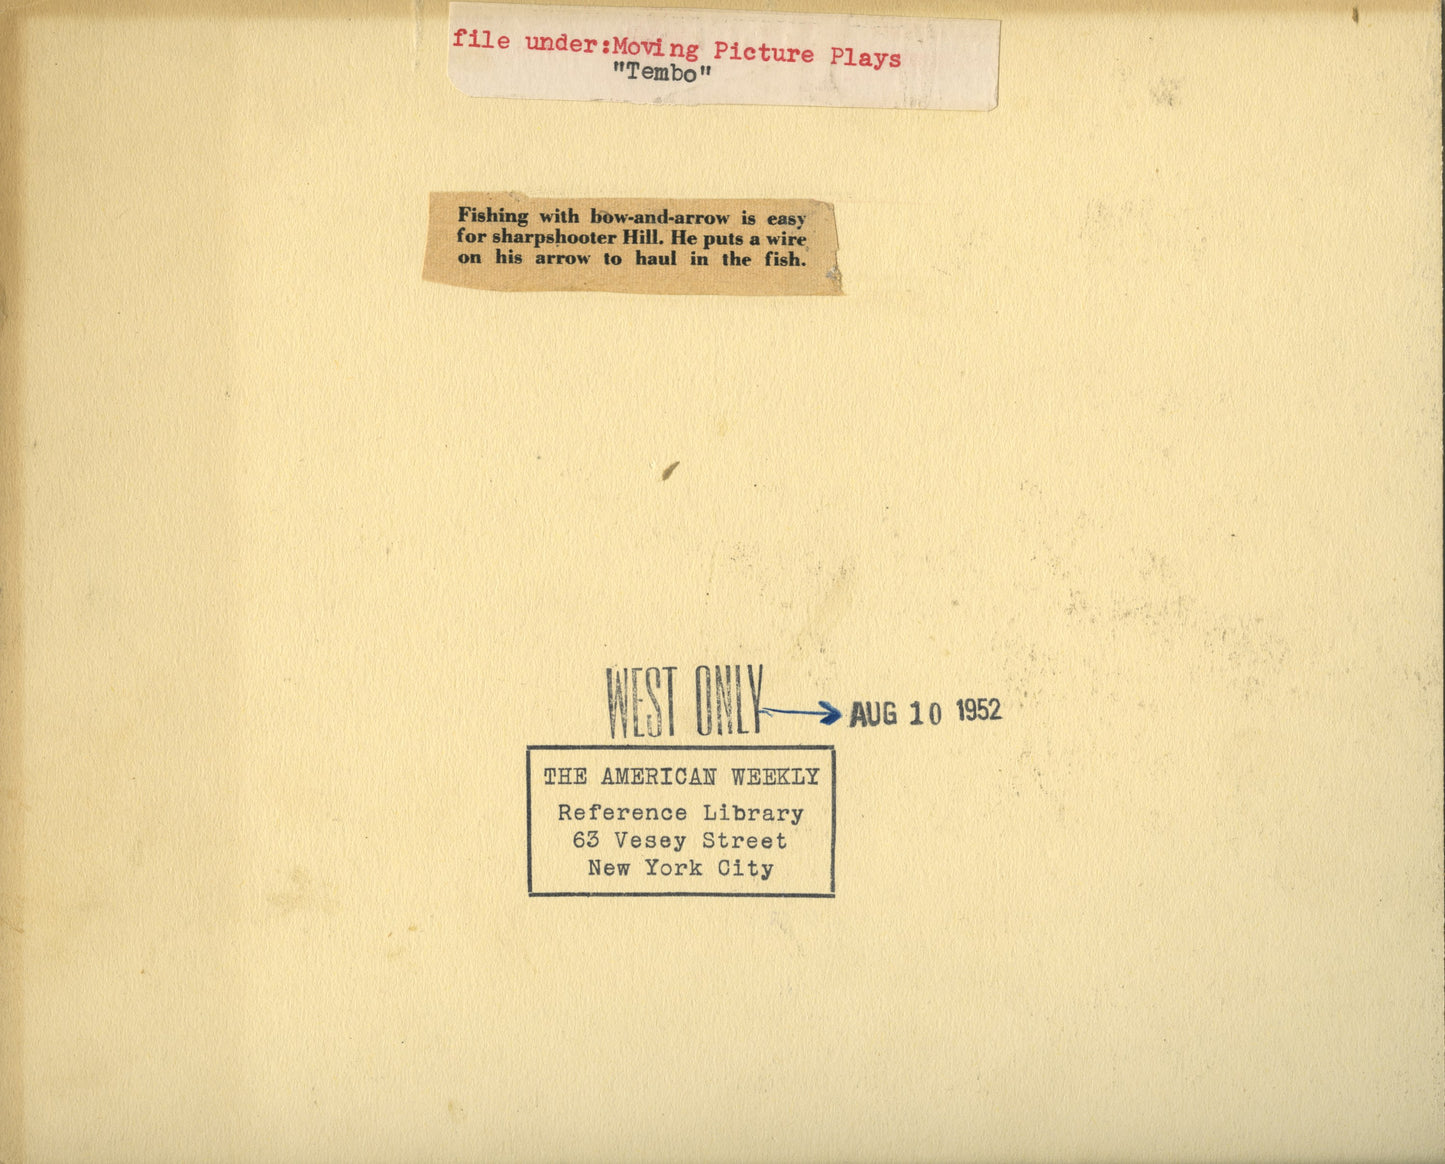 file under:Moving Picture Plays
"Tembo"
Fishing with bow-and-arrow is easy
for sharpshooter Hill. He puts a wire
on his arrow to haul in the fish.
WEST ONLY
AUG 10 1952
THE AMERICAN WEEKLY
Reference Library
63 Vesey Street
New York City